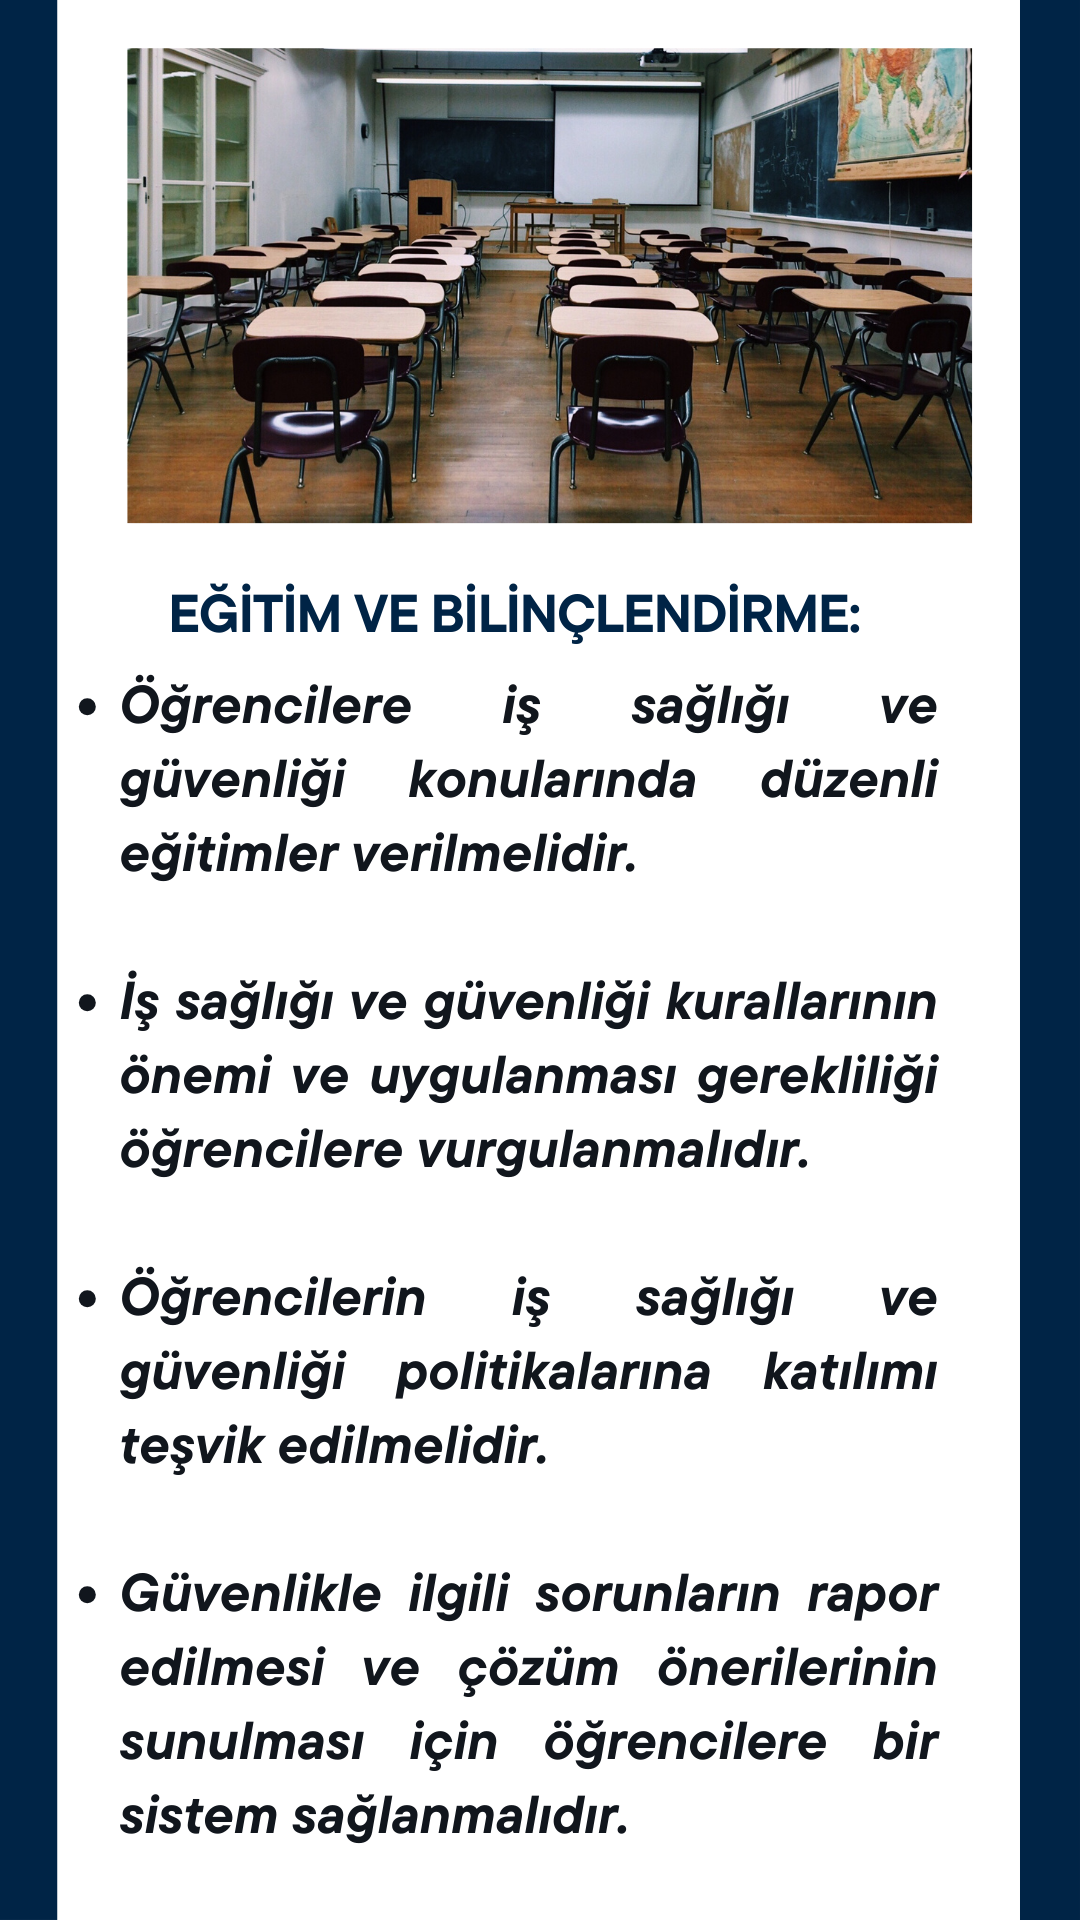 EĞİTİM VE BİLİNÇLENDİRME:
• Öğrencilere iş sağlığı ve
güvenliği konularında düzenli
eğitimler verilmelidir.
• İş sağlığı ve güvenliği kurallarının
önemi ve uygulanması gerekliliği
öğrencilere vurgulanmalıdır.
• Öğrencilerin iş sağlığı ve
güvenliği politikalarına katılımı
teşvik edilmelidir.
• Güvenlikle ilgili sorunların rapor
edilmesi ve çözüm önerilerinin
sunulması için öğrencilere bir
sistem sağlanmalıdır.